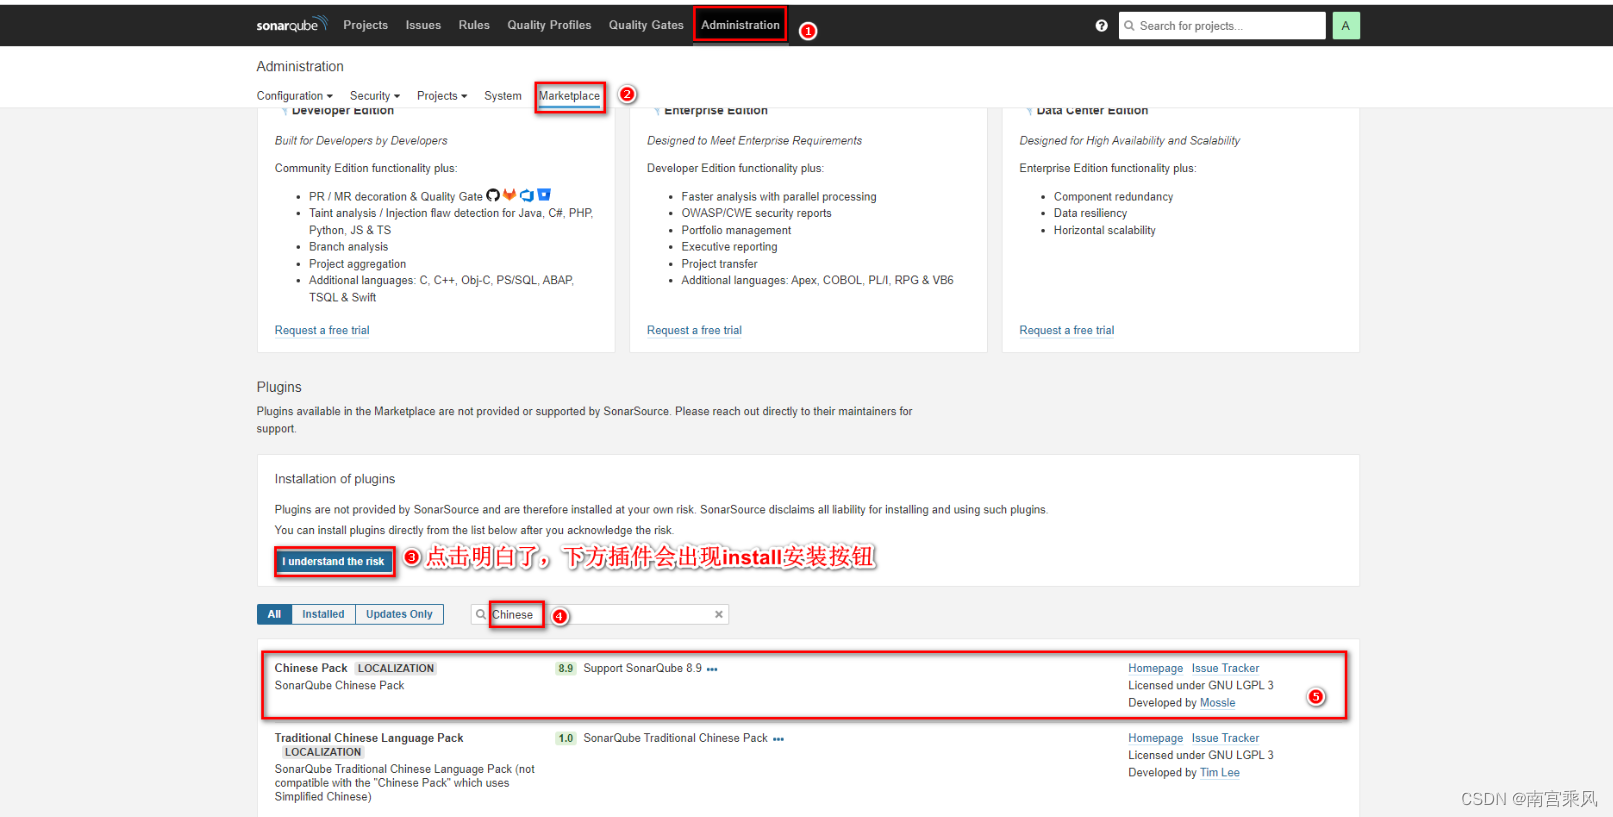 sonarqube Projects Issues Rules Quality Profiles Quality Gates Administration ① Search for projects... A
Administration
Configuration Security Projects System Marketplace ②
Developer Edition
Built for Developers by Developers
Community Edition functionality plus:
PR / MR decoration & Quality Gate
Taint analysis / Injection flaw detection for Java, C#, PHP,
Python, JS & TS
Branch analysis
Project aggregation
Additional languages: C, C++, Obj-C, PS/SQL, ABAP,
TSQL & Swift
Request a free trial
Enterprise Edition
Designed to Meet Enterprise Requirements
Developer Edition functionality plus:
Faster analysis with parallel processing
OWASP/CWE security reports
Portfolio management
Executive reporting
Project transfer
Additional languages: Apex, COBOL, PL/I, RPG & VB6
Request a free trial
Data Center Edition
Designed for High Availability and Scalability
Enterprise Edition functionality plus:
Component redundancy
Data resiliency
Horizontal scalability
Request a free trial
Plugins
Plugins available in the Marketplace are not provided or supported by SonarSource. Please reach out directly to their maintainers for
support.
Installation of plugins
Plugins are not provided by SonarSource and are therefore installed at your own risk. SonarSource disclaims all liability for installing and using such plugins.
You can install plugins directly from the list below after you acknowledge the risk.
I understand the risk ③ 点击明白了，下方插件会出现install安装按钮
All Installed Updates Only Chinese ④
Chinese Pack LOCALIZATION 8.9 Support SonarQube 8.9 ... Homepage Issue Tracker
SonarQube Chinese Pack Licensed under GNU LGPL 3
Developed by Mossle ⑤
Traditional Chinese Language Pack 1.0 SonarQube Traditional Chinese Pack ... Homepage Issue Tracker
LOCALIZATION Licensed under GNU LGPL 3
SonarQube Traditional Chinese Language Pack (not Developed by Tim Lee
compatible with the "Chinese Pack" which uses
Simplified Chinese)
CSDN @南宫乘风